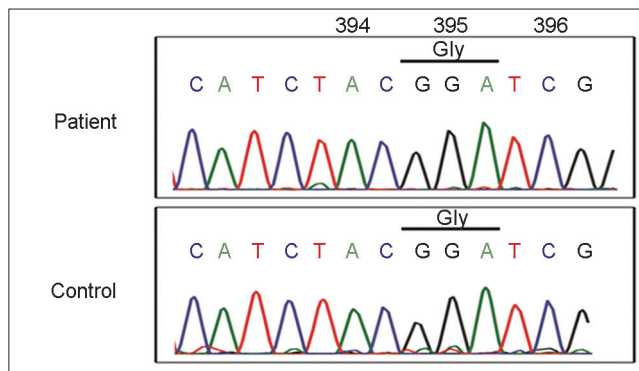 394 395 396
Gly
C A T C T A C G G A T C G
Patient
Gly
C A T C T A C G G A T C G
Control